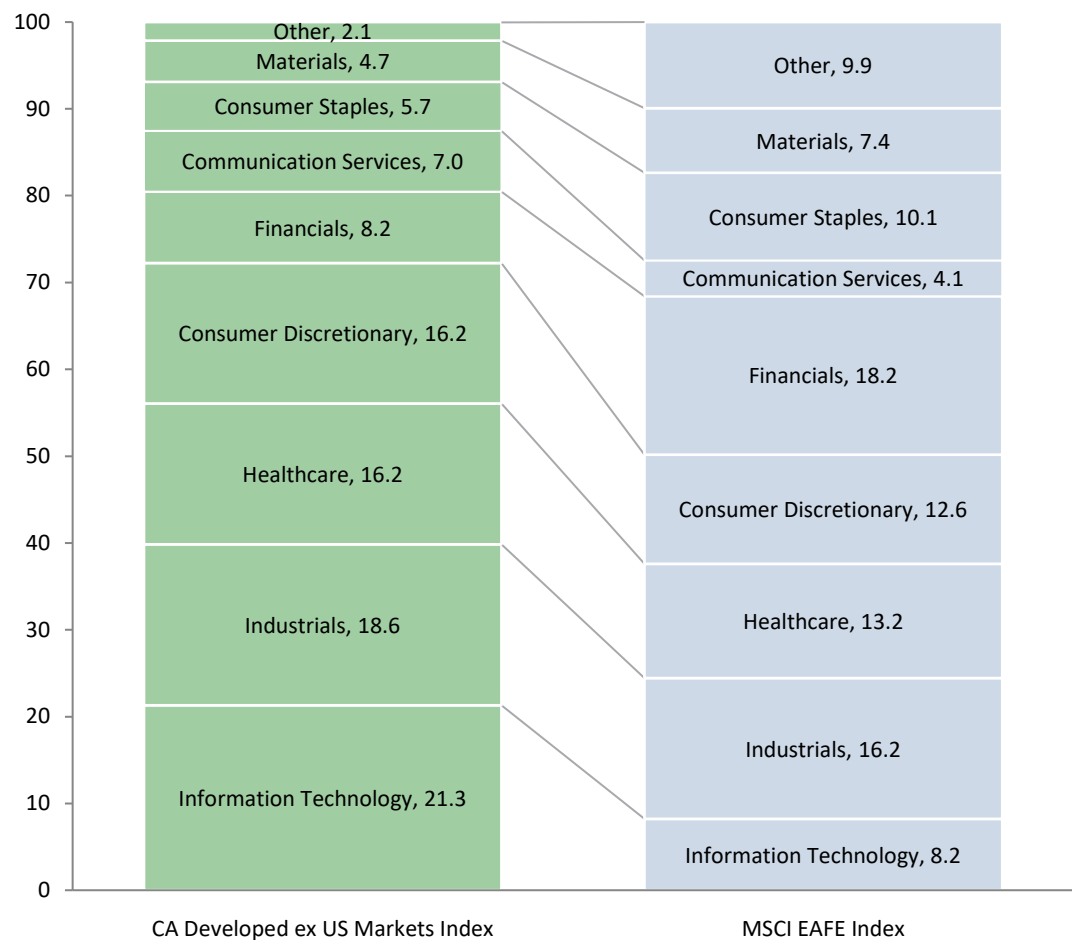 100
90
80
70
60
50
40
30
20
10
0
Other, 2.1
Materials, 4.7
Consumer Staples, 5.7
Communication Services, 7.0
Financials, 8.2
Consumer Discretionary, 16.2
Healthcare, 16.2
Industrials, 18.6
Information Technology, 21.3
Other, 9.9
Materials, 7.4
Consumer Staples, 10.1
Communication Services, 4.1
Financials, 18.2
Consumer Discretionary, 12.6
Healthcare, 13.2
Industrials, 16.2
Information Technology, 8.2
CA Developed ex US Markets Index
MSCI EAFE Index